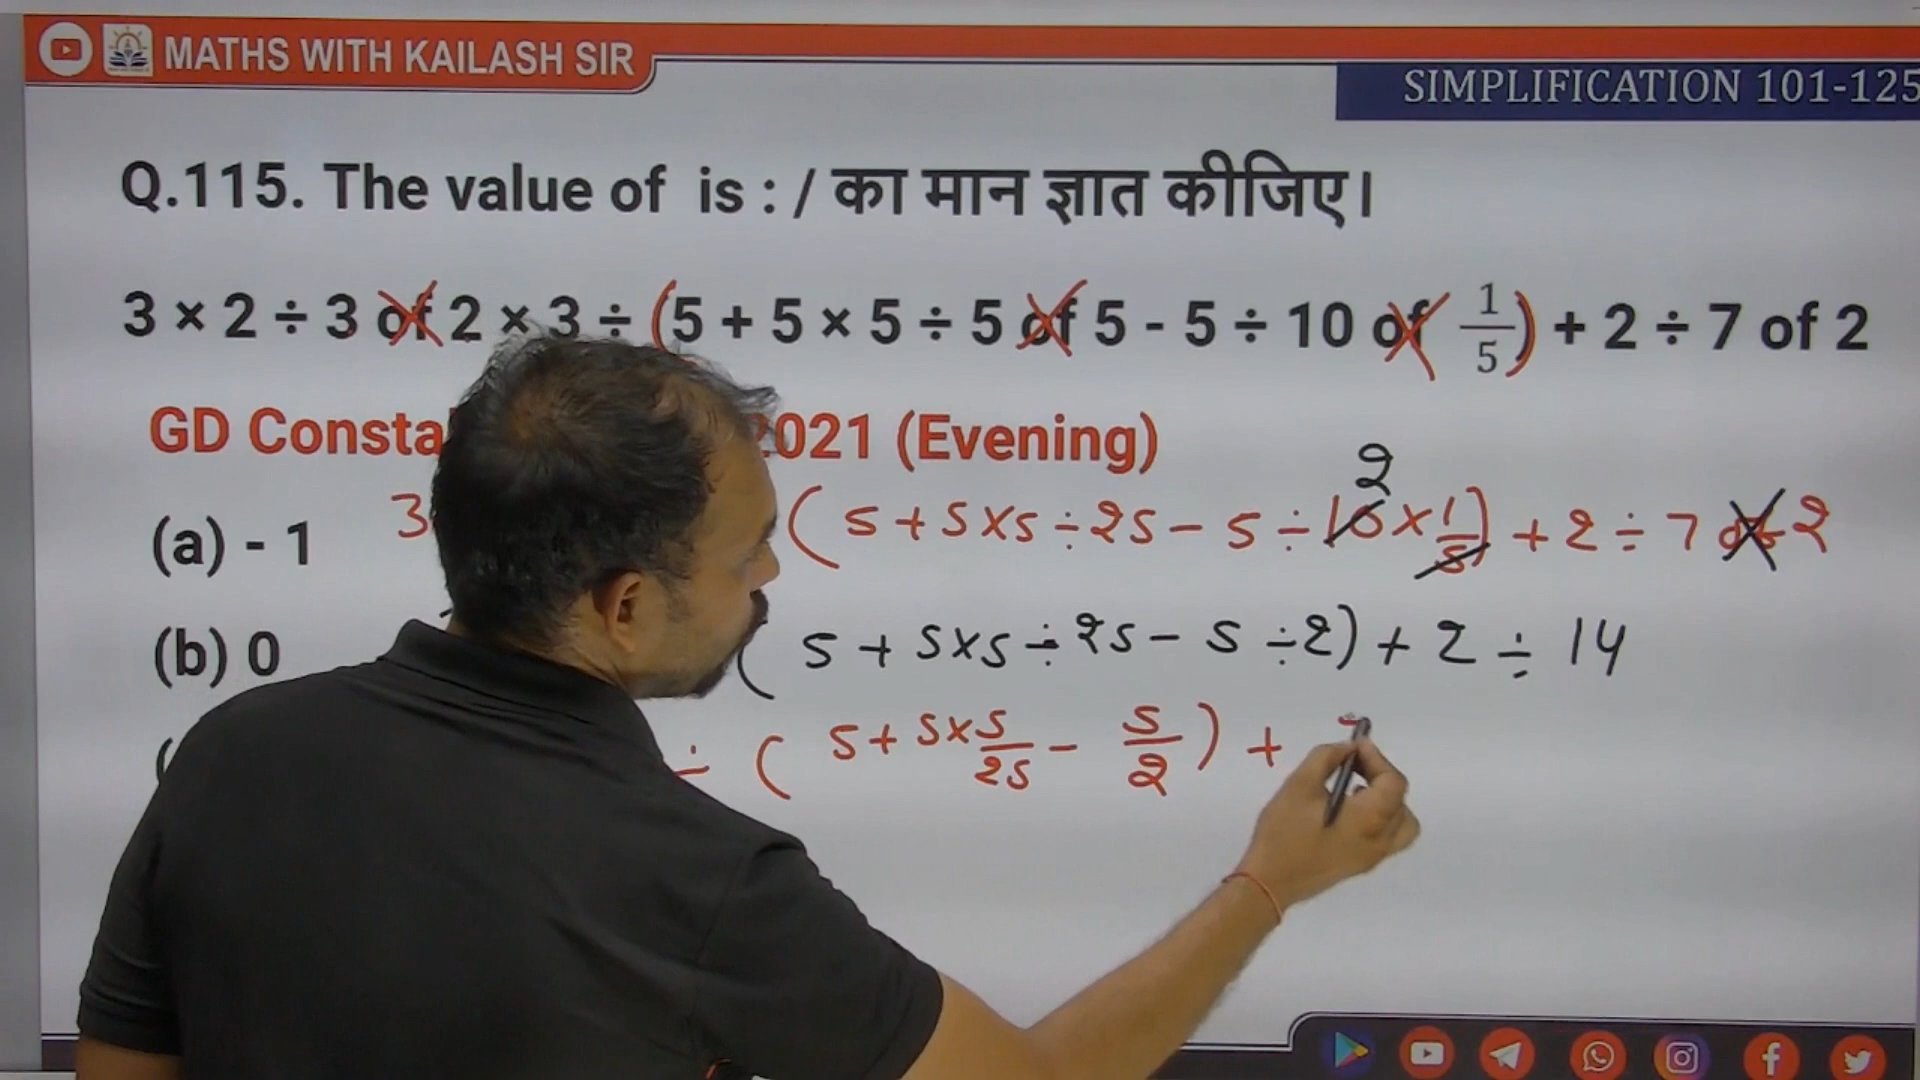 MATHS WITH KAILASH SIR
SIMPLIFICATION 101-125
Q.115. The value of is : / का मान ज्ञात कीजिए।
3 × 2 ÷ 3 of 2 × 3 ÷ (5 + 5 × 5 ÷ 5 of 5 - 5 ÷ 10 of 1/5) + 2 ÷ 7 of 2
GD Consta 2021 (Evening)
2
(a) - 1 3 (5 + 5 × 5 ÷ 25 - 5 ÷ 10 × 1/5) + 2 ÷ 7 of 2
(b) 0 (5 + 5 × 5 ÷ 25 - 5 ÷ 2) + 2 ÷ 14
( ÷ (5 + 5 × 5/25 - 5/2) +